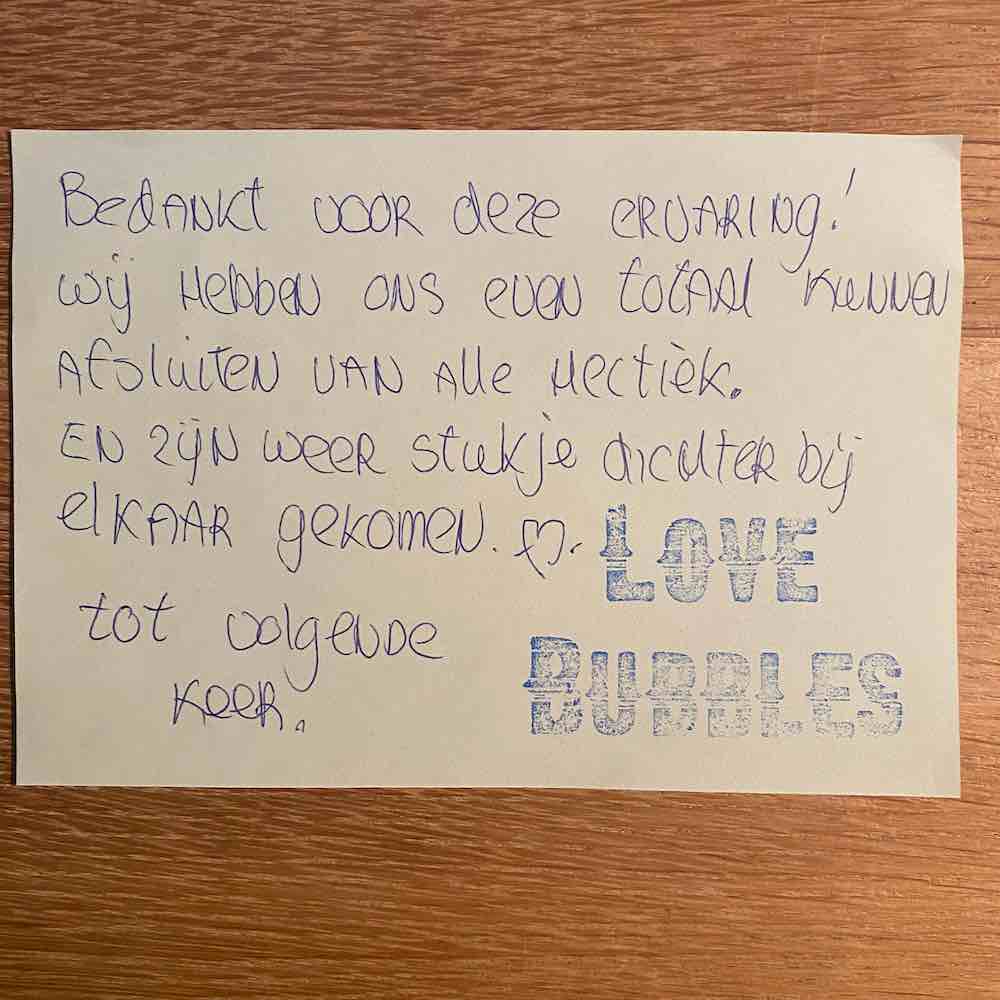 Bedankt voor deze ervaring!
wij hebben ons even totaal kunnen
afsluiten van alle hectiek.
En zijn weer stukje dichter bij
elkaar gekomen. ♡.
tot volgende
keer.
LOVE
BUBBLES